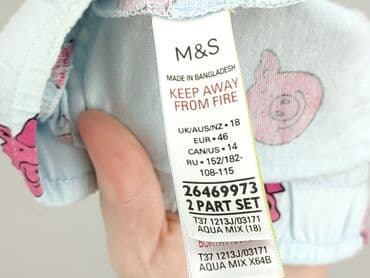 M&S
MADE IN BANGLADESH
KEEP AWAY
FROM FIRE
UK/AUS/NZ • 18
EUR • 46
CAN/US • 14
RU • 152/182-
108-115
26469973
2 PART SET
T37 1213J/03171
AQUA MIX (18)
T37 1213J/03171
AQUA MIX X64B